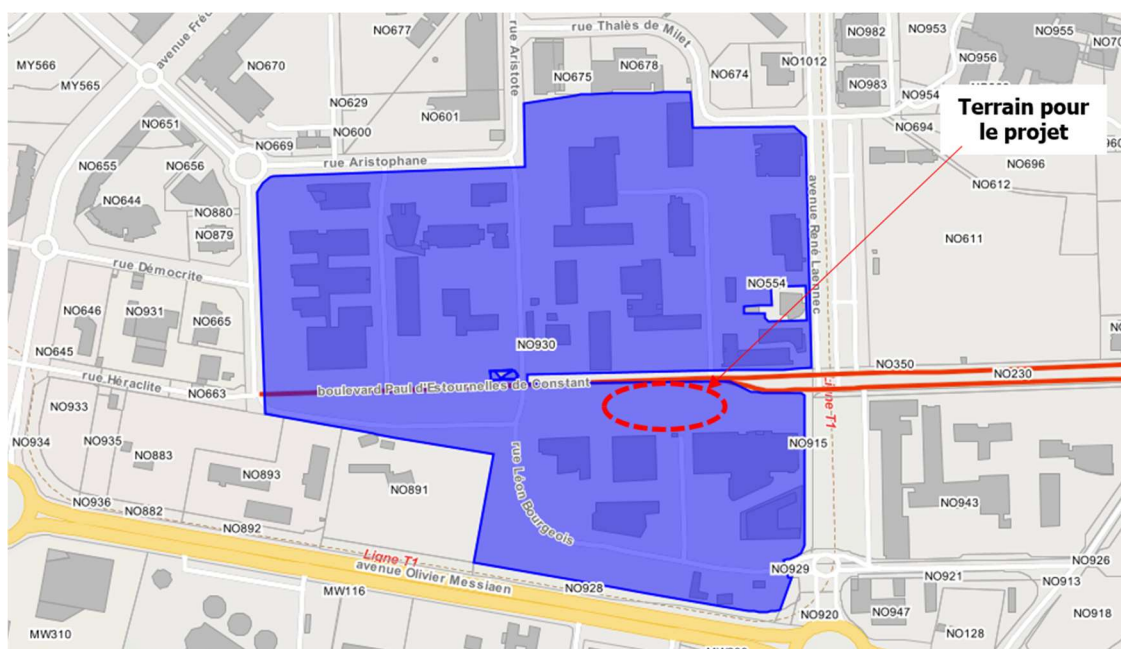 avenue Fré
NO677
rue Thalès de Milet
NO982
NO953
NO955
NO956
MY566
NO670
rue Aristote
NO675
NO678
NO674
NO1012
NO983
MY565
NO629
NO601
NO954
NO651
NO600
NO694
Terrain pour
le projet
NO669
rue Aristophane
NO655
NO656
NO696
NO612
NO644
NO880
NO879
avenue René Laennec
NO611
rue Démocrite
NO554
NO646
NO931
NO665
NO645
NO930
NO350
rue Héraclite
NO663
boulevard Paul d'Estournelles de Constant
NO230
Ligne T1
NO933
NO934
NO935
NO883
NO893
NO891
rue Léon Bourgeois
NO915
NO943
NO936
NO882
NO892
Ligne T1
avenue Olivier Messiaen
NO928
NO929
NO926
MW116
NO921
NO913
NO920
NO947
NO918
MW310
NO128